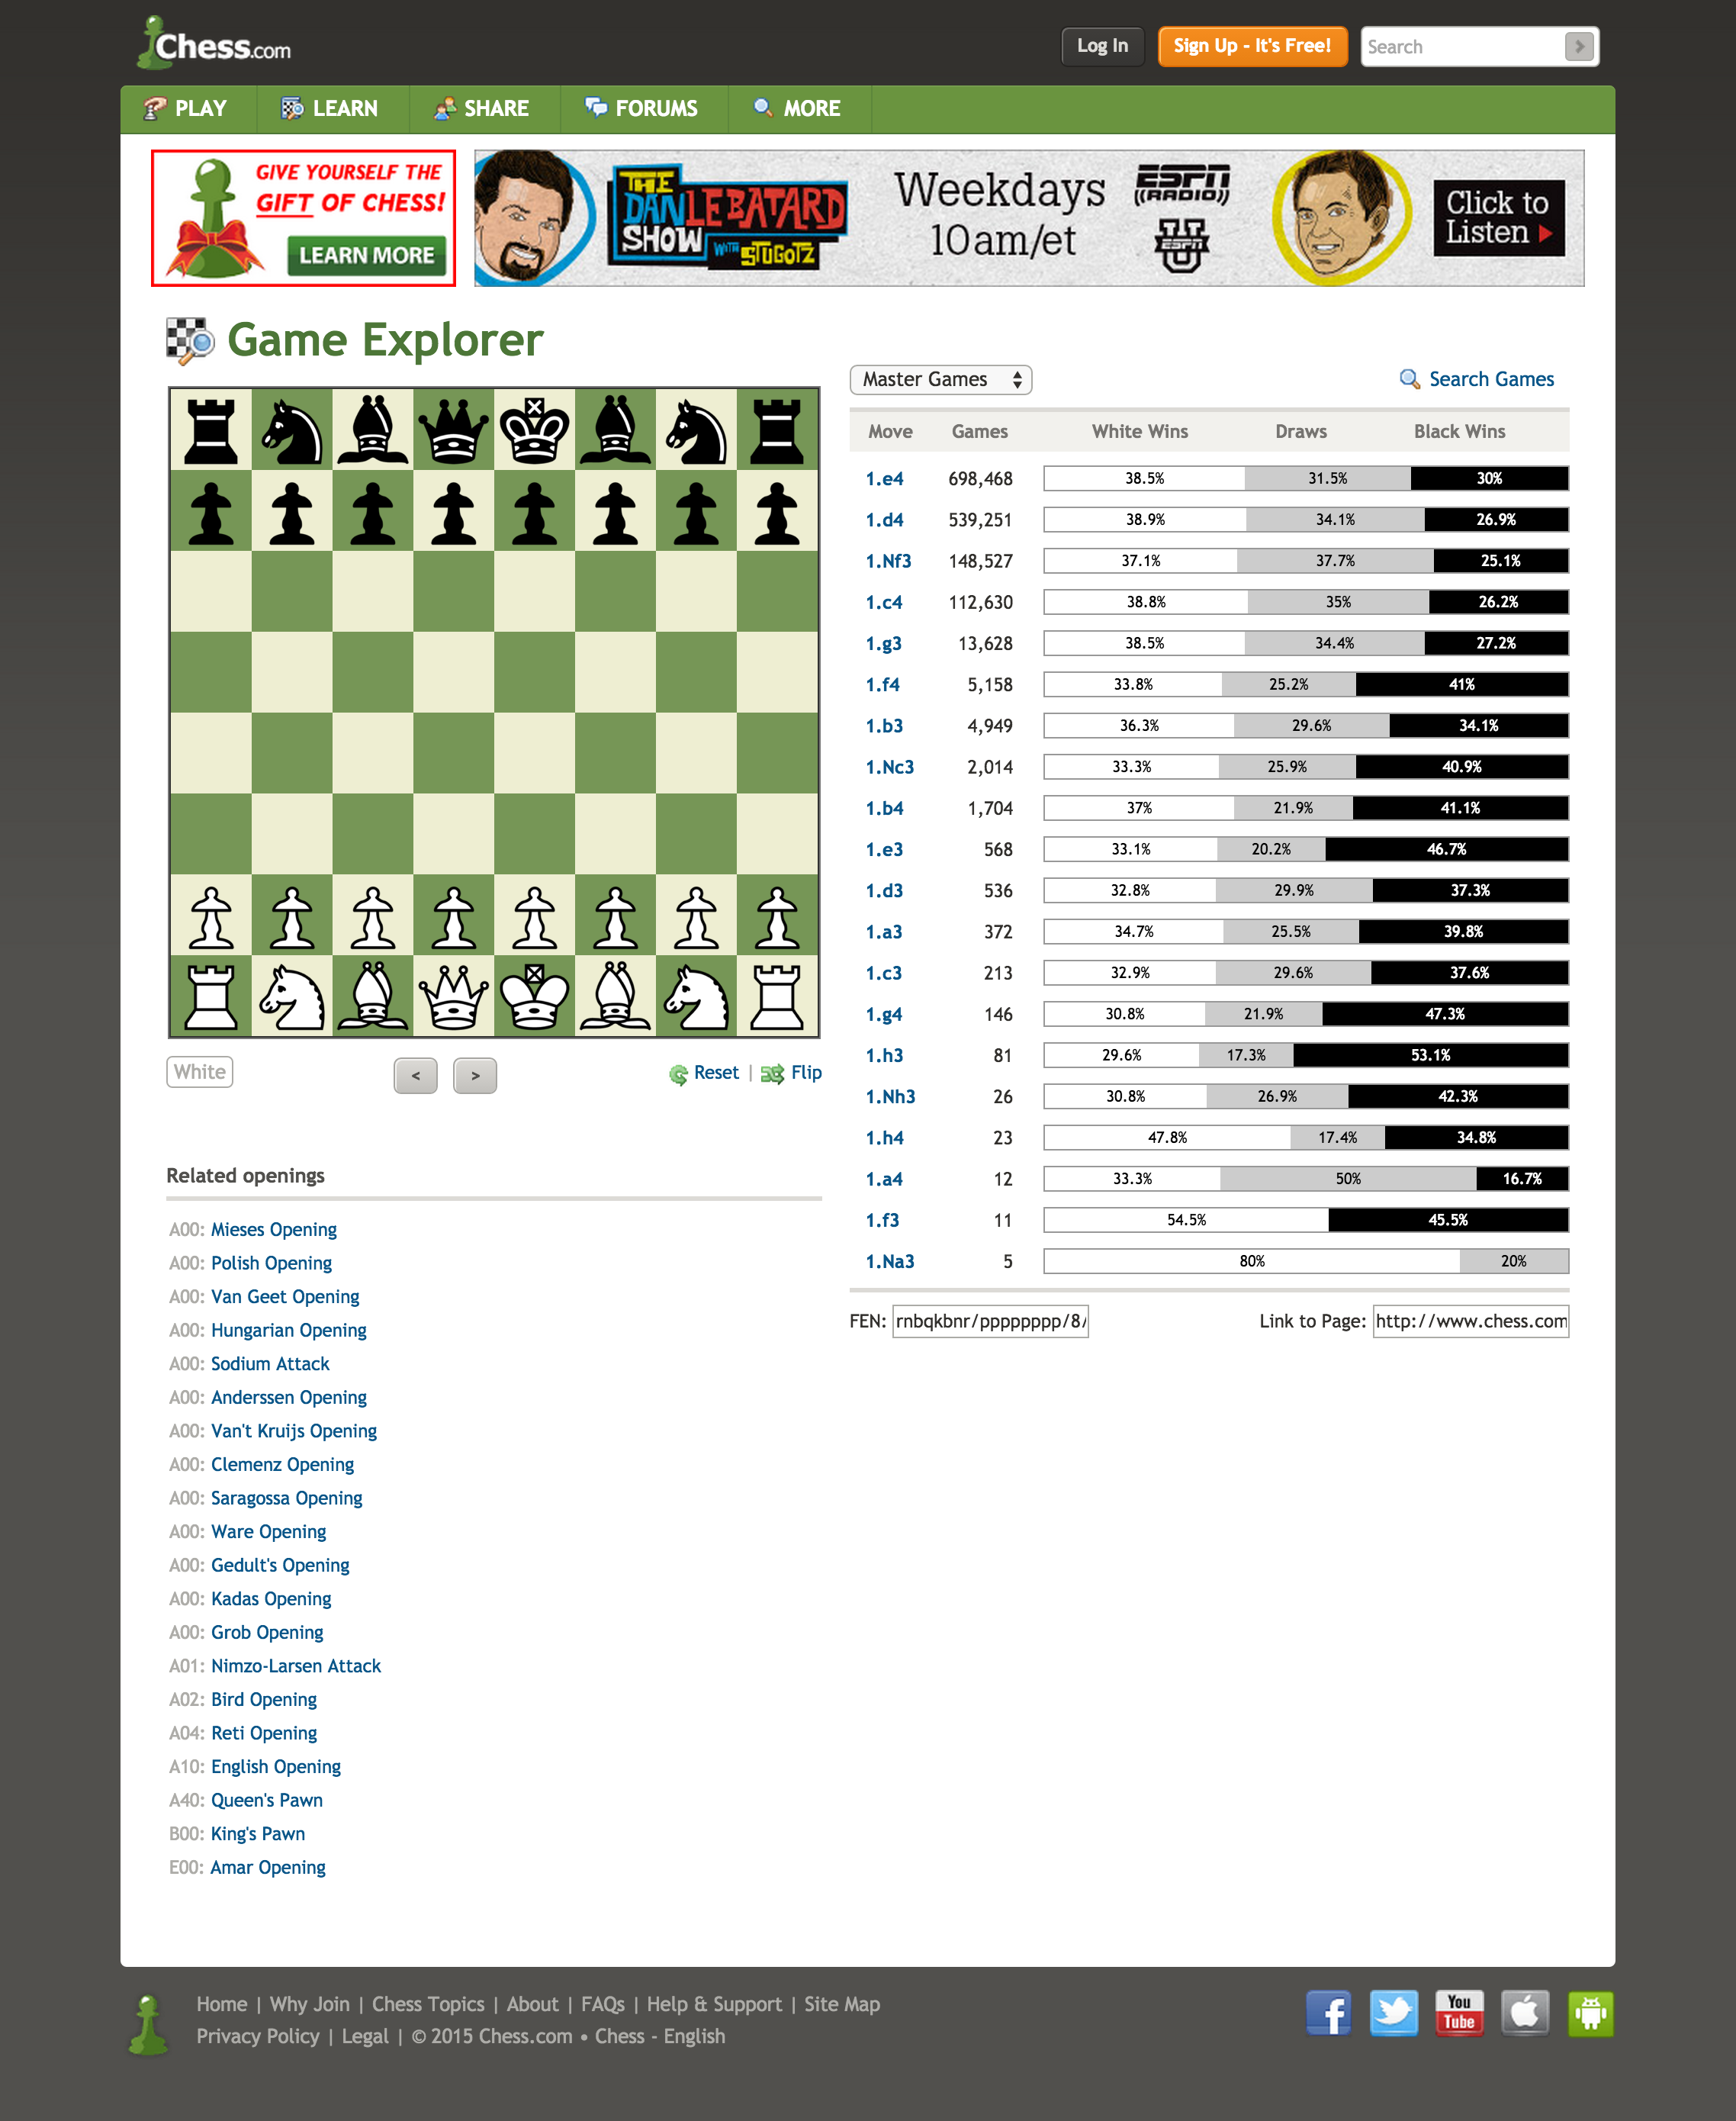 Chess.com
Log In
Sign Up - It's Free!
Search
PLAY
LEARN
SHARE
FORUMS
MORE
GIVE YOURSELF THE
GIFT OF CHESS!
LEARN MORE
THE
DAN LE BATARD
SHOW WITH STUGOTZ
Weekdays
10am/et
ESPN
((RADIO))
ESPN
U
Click to
Listen
Game Explorer
Master Games
Search Games
Move Games White Wins Draws Black Wins
1.e4 698,468 38.5% 31.5% 30%
1.d4 539,251 38.9% 34.1% 26.9%
1.Nf3 148,527 37.1% 37.7% 25.1%
1.c4 112,630 38.8% 35% 26.2%
1.g3 13,628 38.5% 34.4% 27.2%
1.f4 5,158 33.8% 25.2% 41%
1.b3 4,949 36.3% 29.6% 34.1%
1.Nc3 2,014 33.3% 25.9% 40.9%
1.b4 1,704 37% 21.9% 41.1%
1.e3 568 33.1% 20.2% 46.7%
1.d3 536 32.8% 29.9% 37.3%
1.a3 372 34.7% 25.5% 39.8%
1.c3 213 32.9% 29.6% 37.6%
1.g4 146 30.8% 21.9% 47.3%
1.h3 81 29.6% 17.3% 53.1%
1.Nh3 26 30.8% 26.9% 42.3%
1.h4 23 47.8% 17.4% 34.8%
1.a4 12 33.3% 50% 16.7%
1.f3 11 54.5% 45.5%
1.Na3 5 80% 20%
FEN: rnbqkbnr/pppppppp/8/
Link to Page: http://www.chess.com
White
< >
Reset | Flip
Related openings
A00: Mieses Opening
A00: Polish Opening
A00: Van Geet Opening
A00: Hungarian Opening
A00: Sodium Attack
A00: Anderssen Opening
A00: Van't Kruijs Opening
A00: Clemenz Opening
A00: Saragossa Opening
A00: Ware Opening
A00: Gedult's Opening
A00: Kadas Opening
A00: Grob Opening
A01: Nimzo-Larsen Attack
A02: Bird Opening
A04: Reti Opening
A10: English Opening
A40: Queen's Pawn
B00: King's Pawn
E00: Amar Opening
Home | Why Join | Chess Topics | About | FAQs | Help & Support | Site Map
Privacy Policy | Legal | © 2015 Chess.com • Chess - English
f
You
Tube